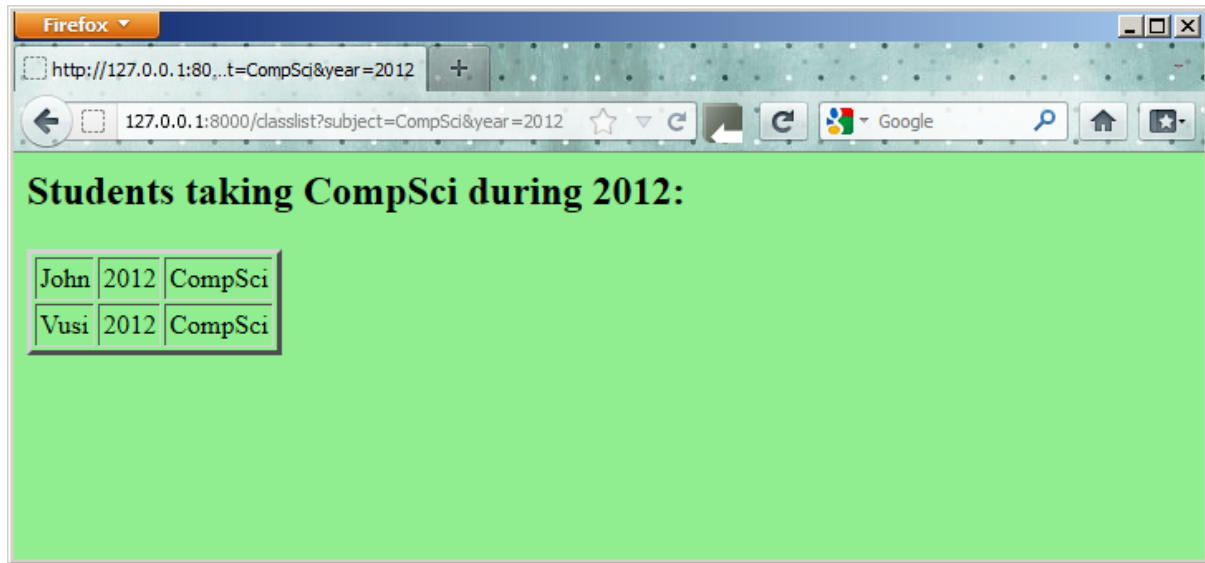 Firefox
http://127.0.0.1:80...t=CompSci&year=2012
127.0.0.1:8000/classlist?subject=CompSci&year=2012 Google
Students taking CompSci during 2012:
John 2012 CompSci
Vusi 2012 CompSci